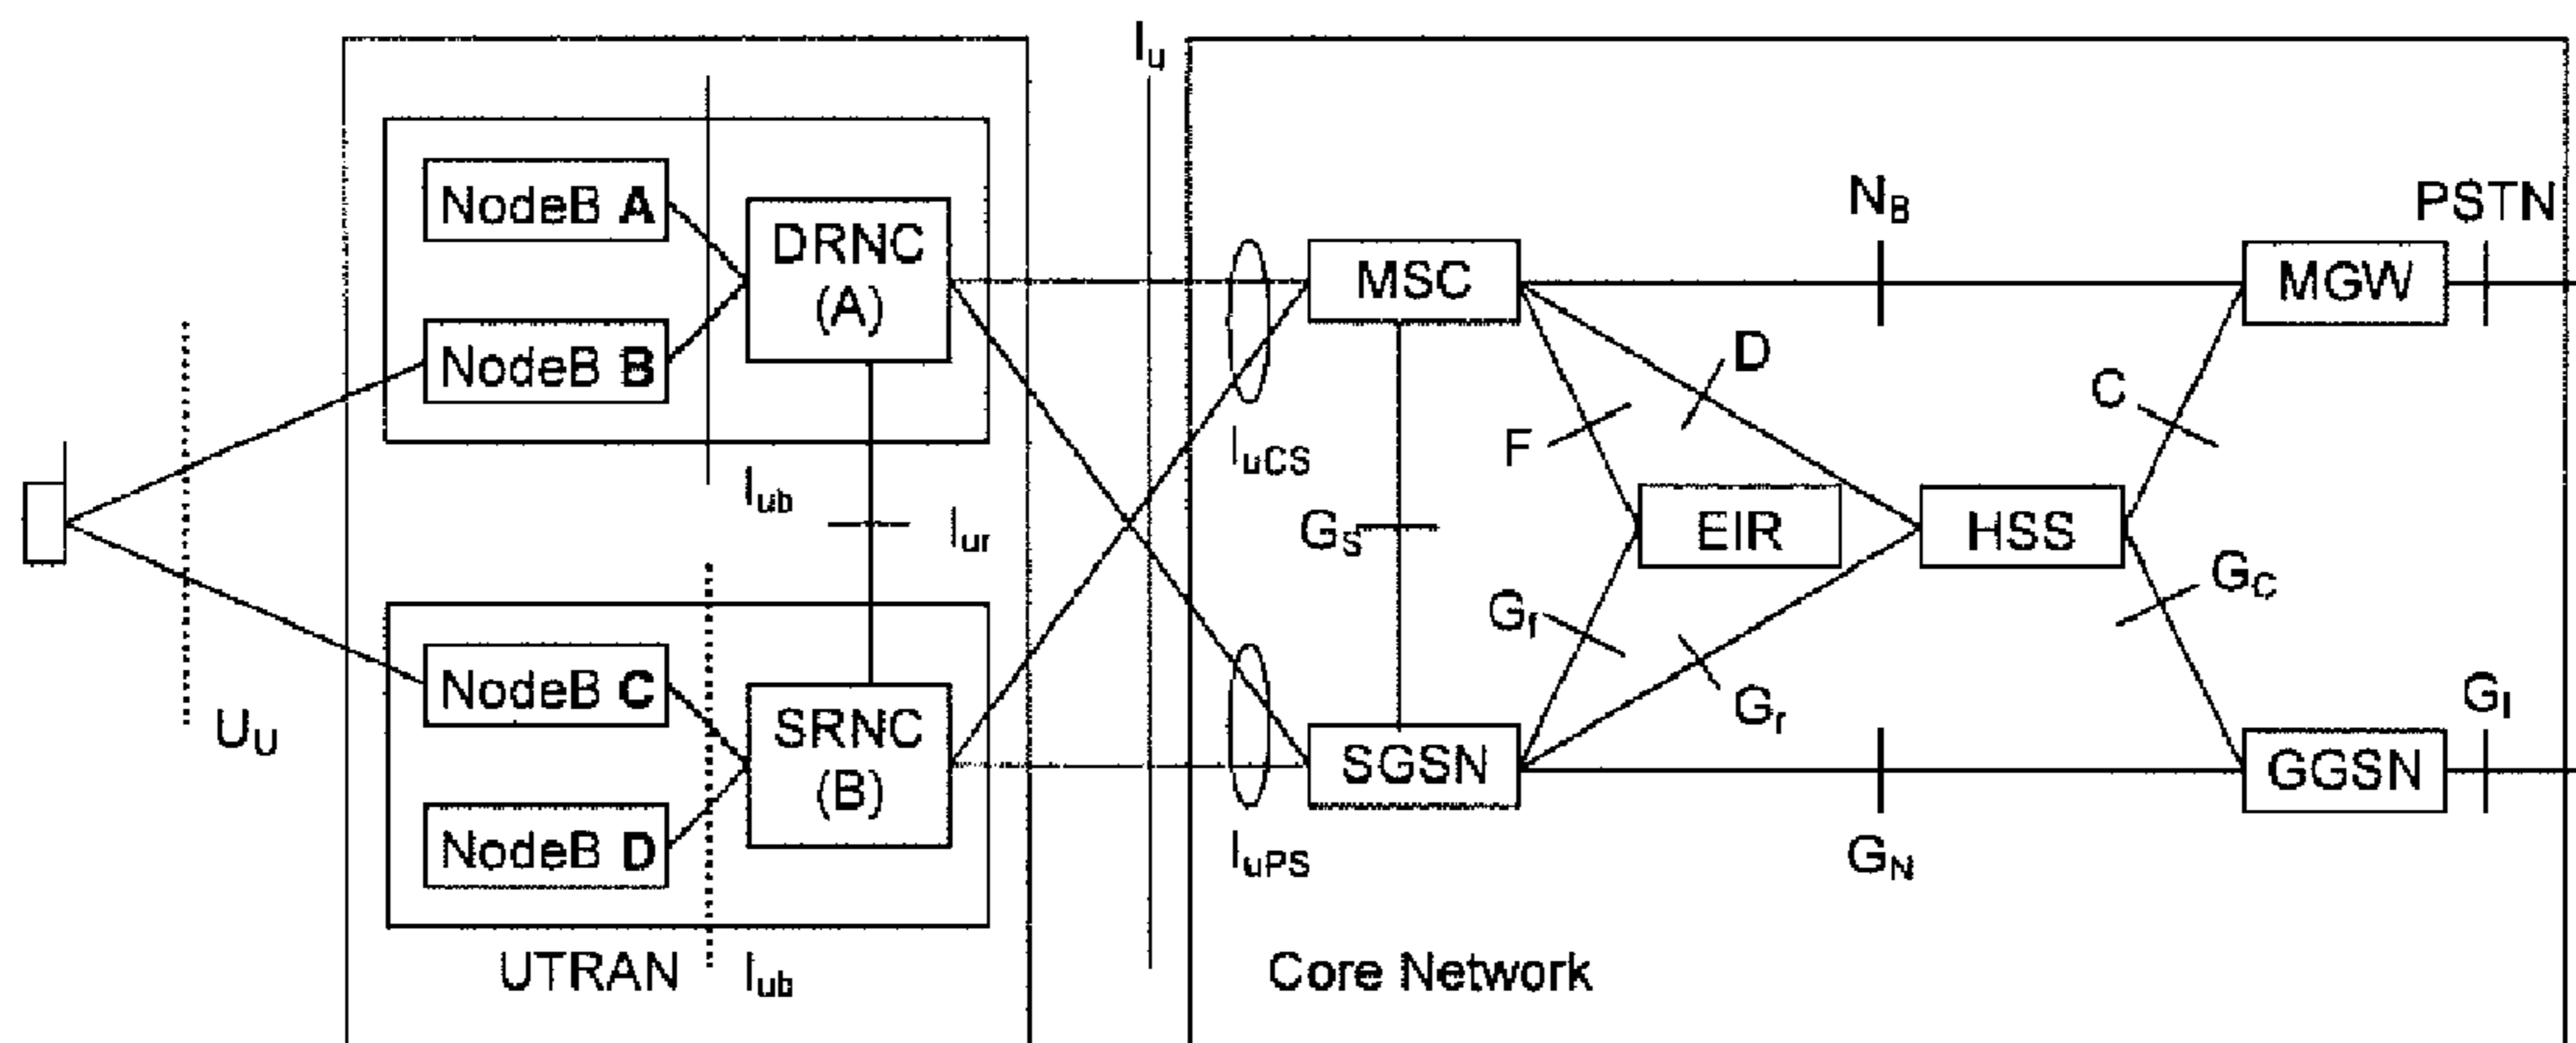 Iu
NodeB A
NodeB B
DRNC
(A)
Iub
Iur
UU
NodeB C
NodeB D
SRNC
(B)
UTRAN
Iub
IuCS
IuPS
MSC
NB
MGW
PSTN
D
F
C
GS
EIR
HSS
Gf
Gr
GC
SGSN
GN
GGSN
GI
Core Network